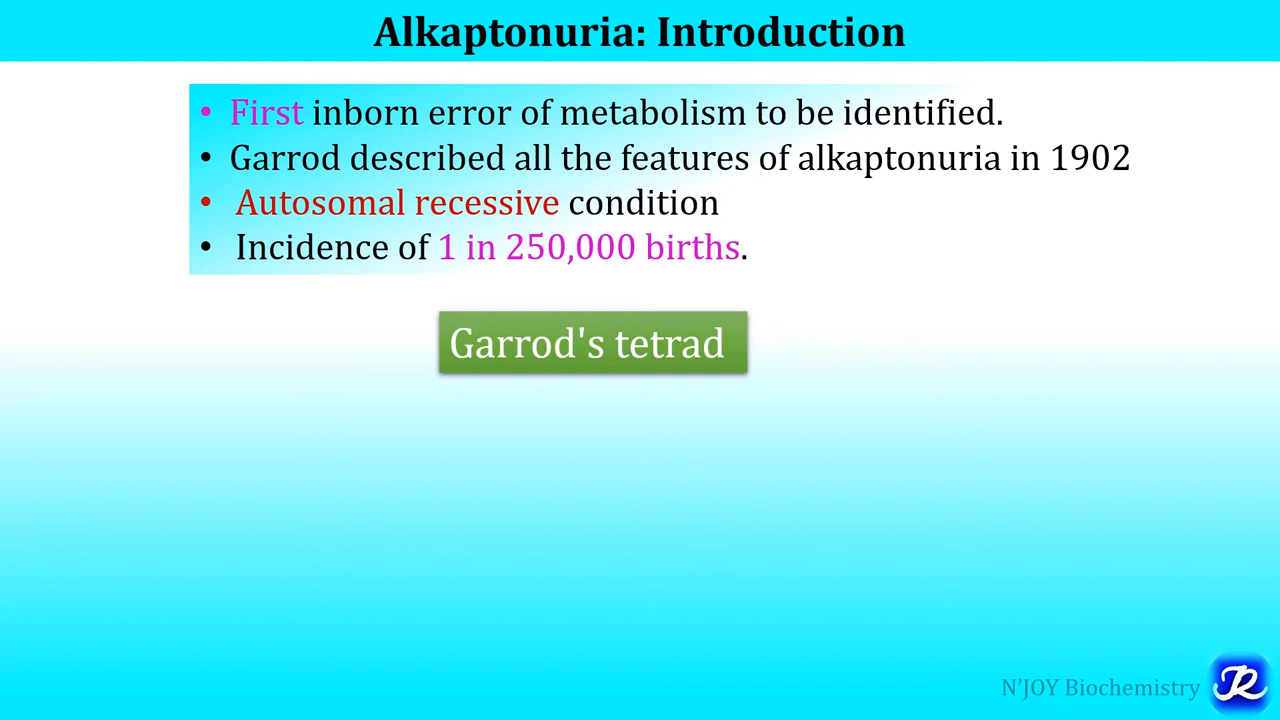 Alkaptonuria: Introduction
• First inborn error of metabolism to be identified.
• Garrod described all the features of alkaptonuria in 1902
• Autosomal recessive condition
• Incidence of 1 in 250,000 births.
Garrod's tetrad
N'JOY Biochemistry